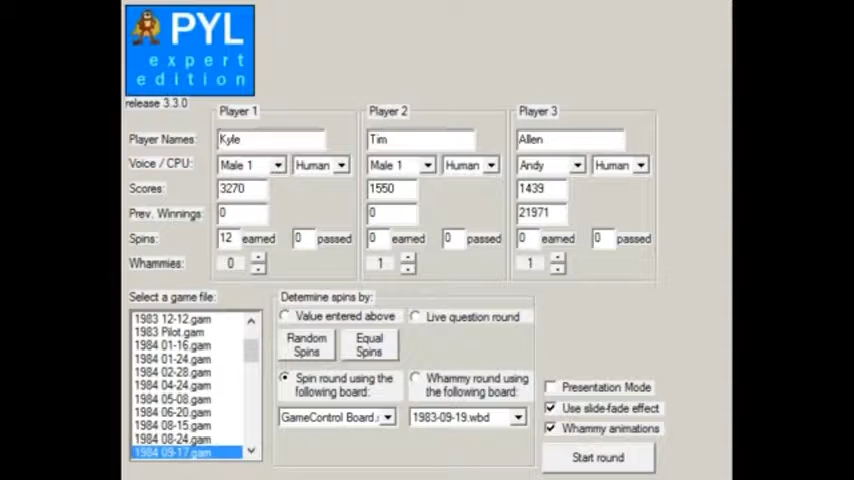 PYL
expert
edition
release 3.3.0
Player 1
Player 2
Player 3
Player Names:
Kyle
Tim
Allen
Voice / CPU:
Male 1
Human
Male 1
Human
Andy
Human
Scores:
3270
1550
1439
Prev. Winnings:
0
0
21971
Spins:
12 earned
0 passed
0 earned
0 passed
0 earned
0 passed
Whammies:
0
1
1
Select a game file:
1983 12-12.gam
1983 Pilot.gam
1984 01-16.gam
1984 01-24.gam
1984 02-28.gam
1984 04-24.gam
1984 05-08.gam
1984 06-20.gam
1984 08-15.gam
1984 08-24.gam
1984 09-17.gam
Determine spins by:
Value entered above
Live question round
Random
Spins
Equal
Spins
Spin round using the
following board:
Whammy round using
the following board:
GameControl Board.
1983-09-19.wbd
Presentation Mode
Use slide-fade effect
Whammy animations
Start round